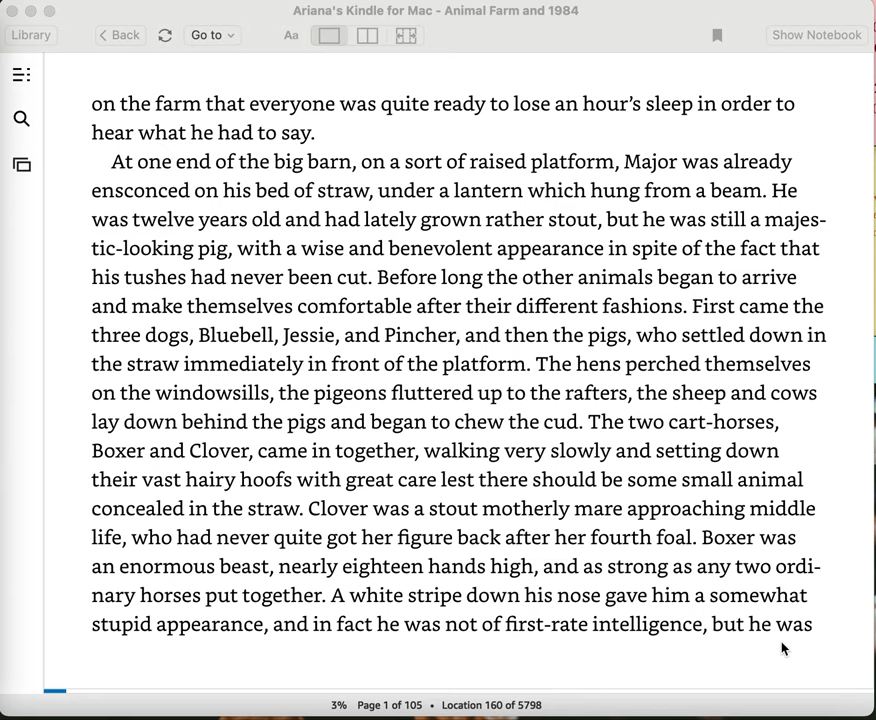 Ariana's Kindle for Mac - Animal Farm and 1984
Library
Back
Go to
Aa
Show Notebook
on the farm that everyone was quite ready to lose an hour’s sleep in order to
hear what he had to say.
At one end of the big barn, on a sort of raised platform, Major was already
ensconced on his bed of straw, under a lantern which hung from a beam. He
was twelve years old and had lately grown rather stout, but he was still a majes-
tic-looking pig, with a wise and benevolent appearance in spite of the fact that
his tushes had never been cut. Before long the other animals began to arrive
and make themselves comfortable after their different fashions. First came the
three dogs, Bluebell, Jessie, and Pincher, and then the pigs, who settled down in
the straw immediately in front of the platform. The hens perched themselves
on the windowsills, the pigeons fluttered up to the rafters, the sheep and cows
lay down behind the pigs and began to chew the cud. The two cart-horses,
Boxer and Clover, came in together, walking very slowly and setting down
their vast hairy hoofs with great care lest there should be some small animal
concealed in the straw. Clover was a stout motherly mare approaching middle
life, who had never quite got her figure back after her fourth foal. Boxer was
an enormous beast, nearly eighteen hands high, and as strong as any two ordi-
nary horses put together. A white stripe down his nose gave him a somewhat
stupid appearance, and in fact he was not of first-rate intelligence, but he was
3% Page 1 of 105 • Location 160 of 5798